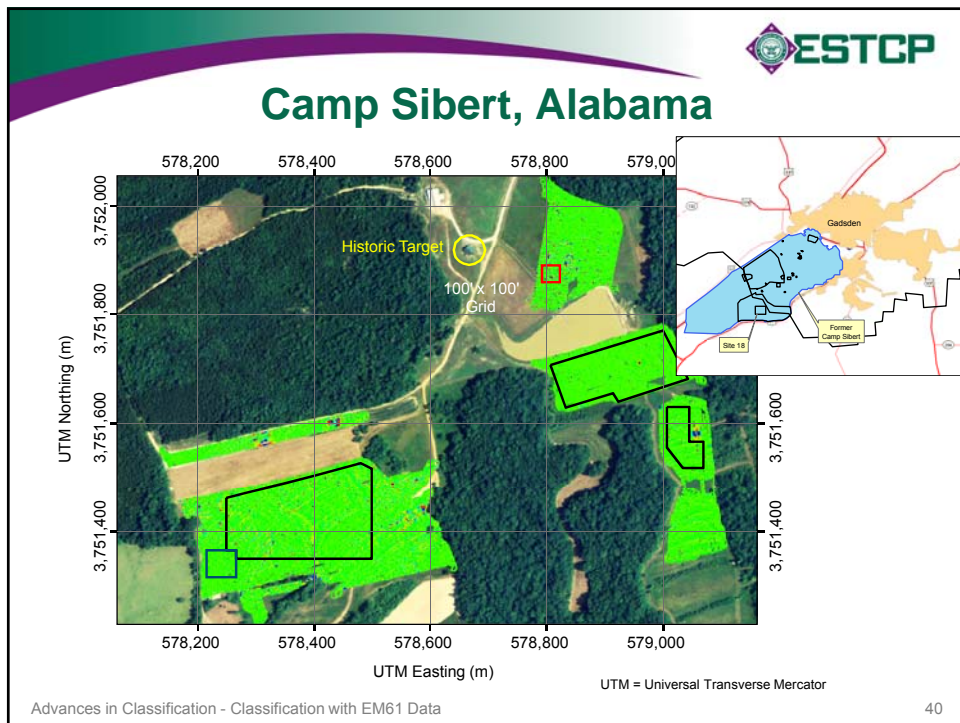 ESTCP
Camp Sibert, Alabama
578,200 578,400 578,600 578,800 579,000
3,752,000
3,751,800
3,751,600
3,751,400
UTM Northing (m)
Historic Target
100' x 100'
Grid
Gadsden
Former
Camp Sibert
Site 18
3,751,600
3,751,400
578,200 578,400 578,600 578,800 579,000
UTM Easting (m)
UTM = Universal Transverse Mercator
Advances in Classification - Classification with EM61 Data 40